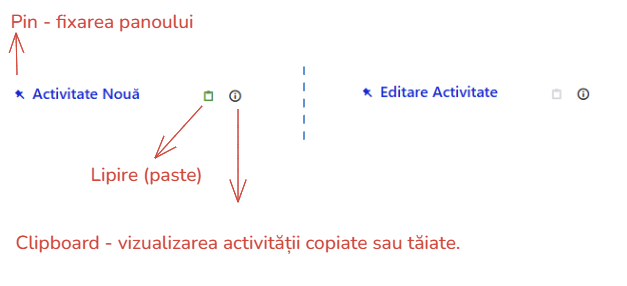 Pin - fixarea panoului
Activitate Nouă
Editare Activitate
Lipire (paste)
Clipboard - vizualizarea activității copiate sau tăiate.